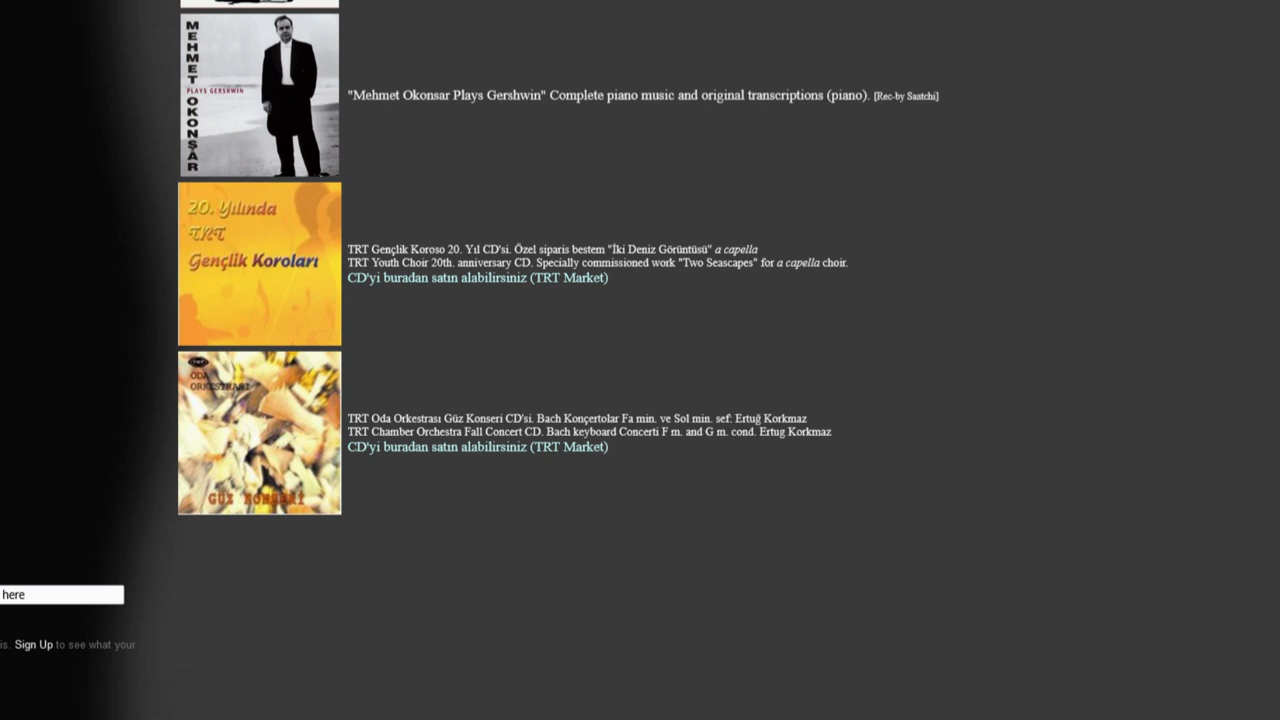 MEHMET OKONŞAR
PLAYS GERSHWIN
"Mehmet Okonsar Plays Gershwin" Complete piano music and original transcriptions (piano). [Rec-by Saatchi]
20. Yılında
TRT
Gençlik Koroları
TRT Gençlik Koroso 20. Yıl CD'si. Özel siparis bestem "İki Deniz Görüntüsü" a capella
TRT Youth Choir 20th. anniversary CD. Specially commissioned work "Two Seascapes" for a capella choir.
CD'yi buradan satın alabilirsiniz (TRT Market)
ODA
ORKESTRASI
GÜZ KONSERİ
TRT Oda Orkestrası Güz Konseri CD'si. Bach Konçertolar Fa min. ve Sol min. sef: Ertuğ Korkmaz
TRT Chamber Orchestra Fall Concert CD. Bach keyboard Concerti F m. and G m. cond. Ertug Korkmaz
CD'yi buradan satın alabilirsiniz (TRT Market)
here
is. Sign Up to see what your